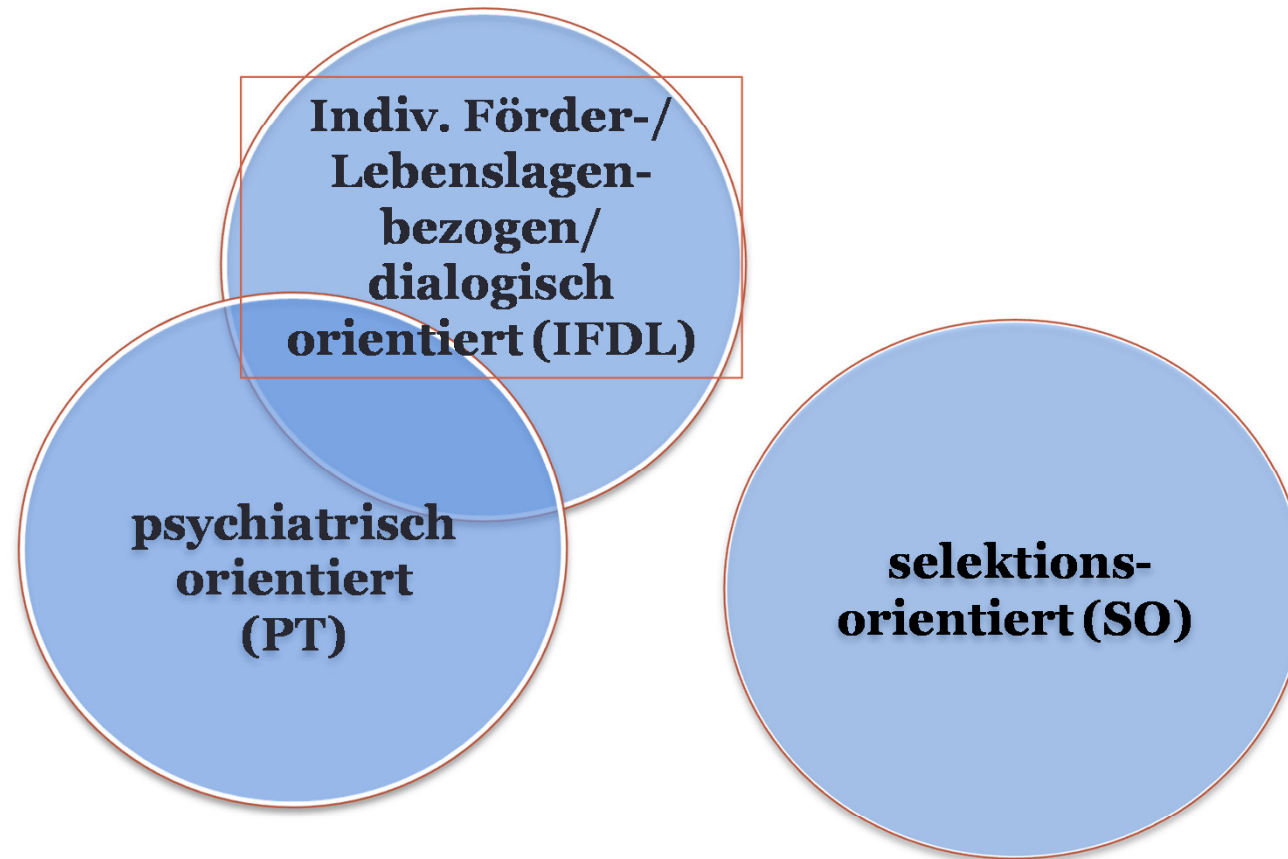 Indiv. Förder-/
Lebenslagen-
bezogen/
dialogisch
orientiert (IFDL)
psychiatrisch
orientiert
(PT)
selektions-
orientiert (SO)